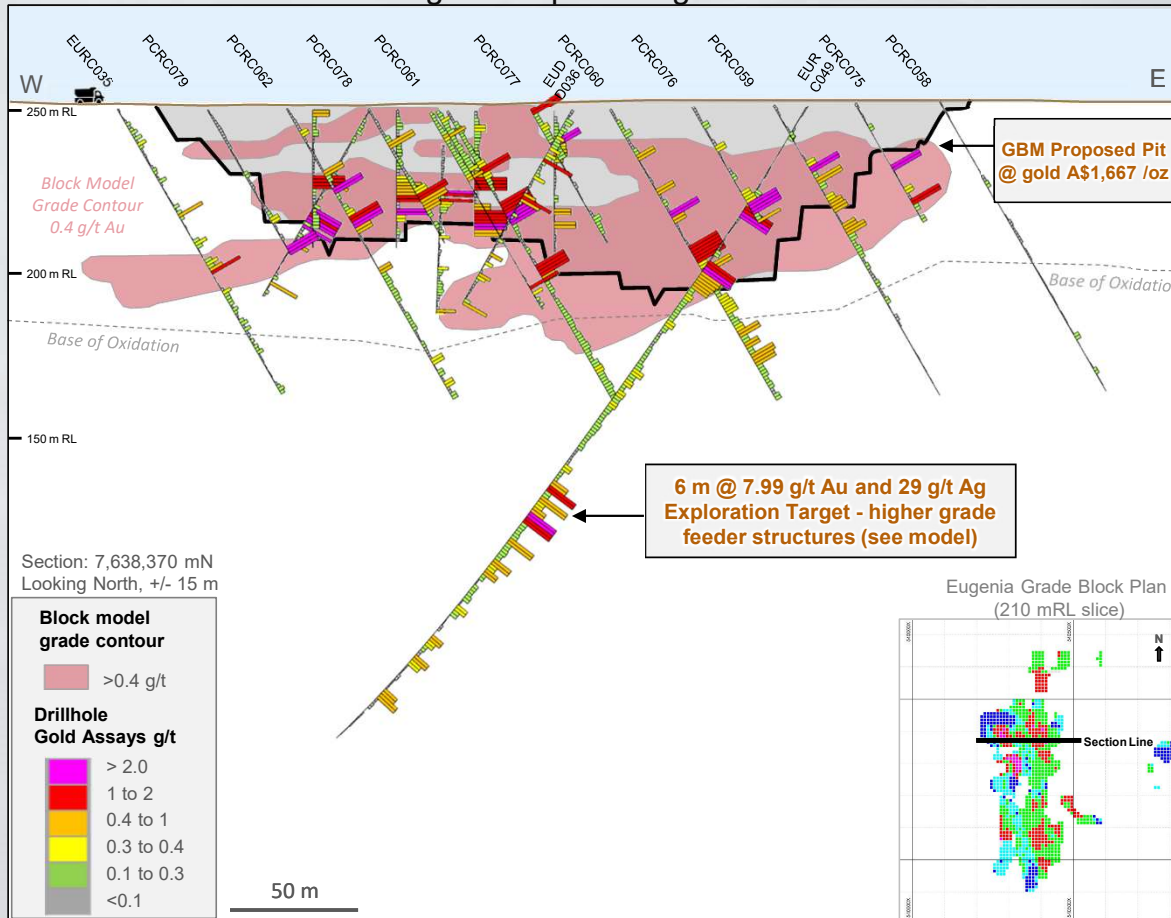 EURC035
PCRC079
PCRC062
PCRC078
PCRC061
PCRC077
EUD
D036
PCRC060
PCRC076
PCRC059
EUR
C049
PCRC075
PCRC058
W
E
250 m RL
GBM Proposed Pit
@ gold A$1,667 /oz
Block Model
Grade Contour
0.4 g/t Au
200 m RL
Base of Oxidatio
Base of Oxidation
150 m RL
6 m @ 7.99 g/t Au and 29 g/t Ag
Exploration Target - higher grade
feeder structures (see model)
Section: 7,638,370 mN
Looking North, +/- 15 m
Block model
grade contour
>0.4 g/t
Drillhole
Gold Assays g/t
> 2.0
1 to 2
0.4 to 1
0.3 to 0.4
0.1 to 0.3
<0.1
50 m
Eugenia Grade Block Plan
(210 mRL slice)
N
Section Line